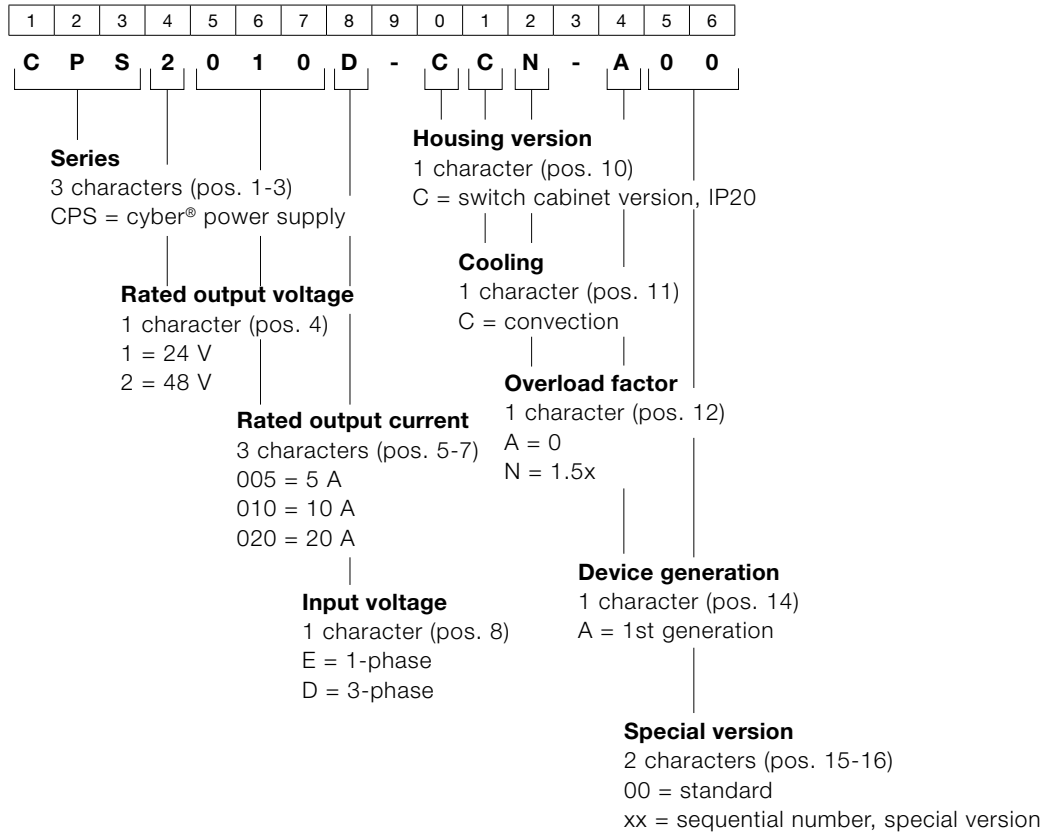 1 2 3 4 5 6 7 8 9 0 1 2 3 4 5 6
C P S 2 0 1 0 D - C C N - A 0 0
Housing version
1 character (pos. 10)
C = switch cabinet version, IP20
Series
3 characters (pos. 1-3)
CPS = cyber® power supply
Cooling
1 character (pos. 11)
C = convection
Rated output voltage
1 character (pos. 4)
1 = 24 V
2 = 48 V
Overload factor
1 character (pos. 12)
A = 0
N = 1.5x
Rated output current
3 characters (pos. 5-7)
005 = 5 A
010 = 10 A
020 = 20 A
Device generation
1 character (pos. 14)
A = 1st generation
Input voltage
1 character (pos. 8)
E = 1-phase
D = 3-phase
Special version
2 characters (pos. 15-16)
00 = standard
xx = sequential number, special version